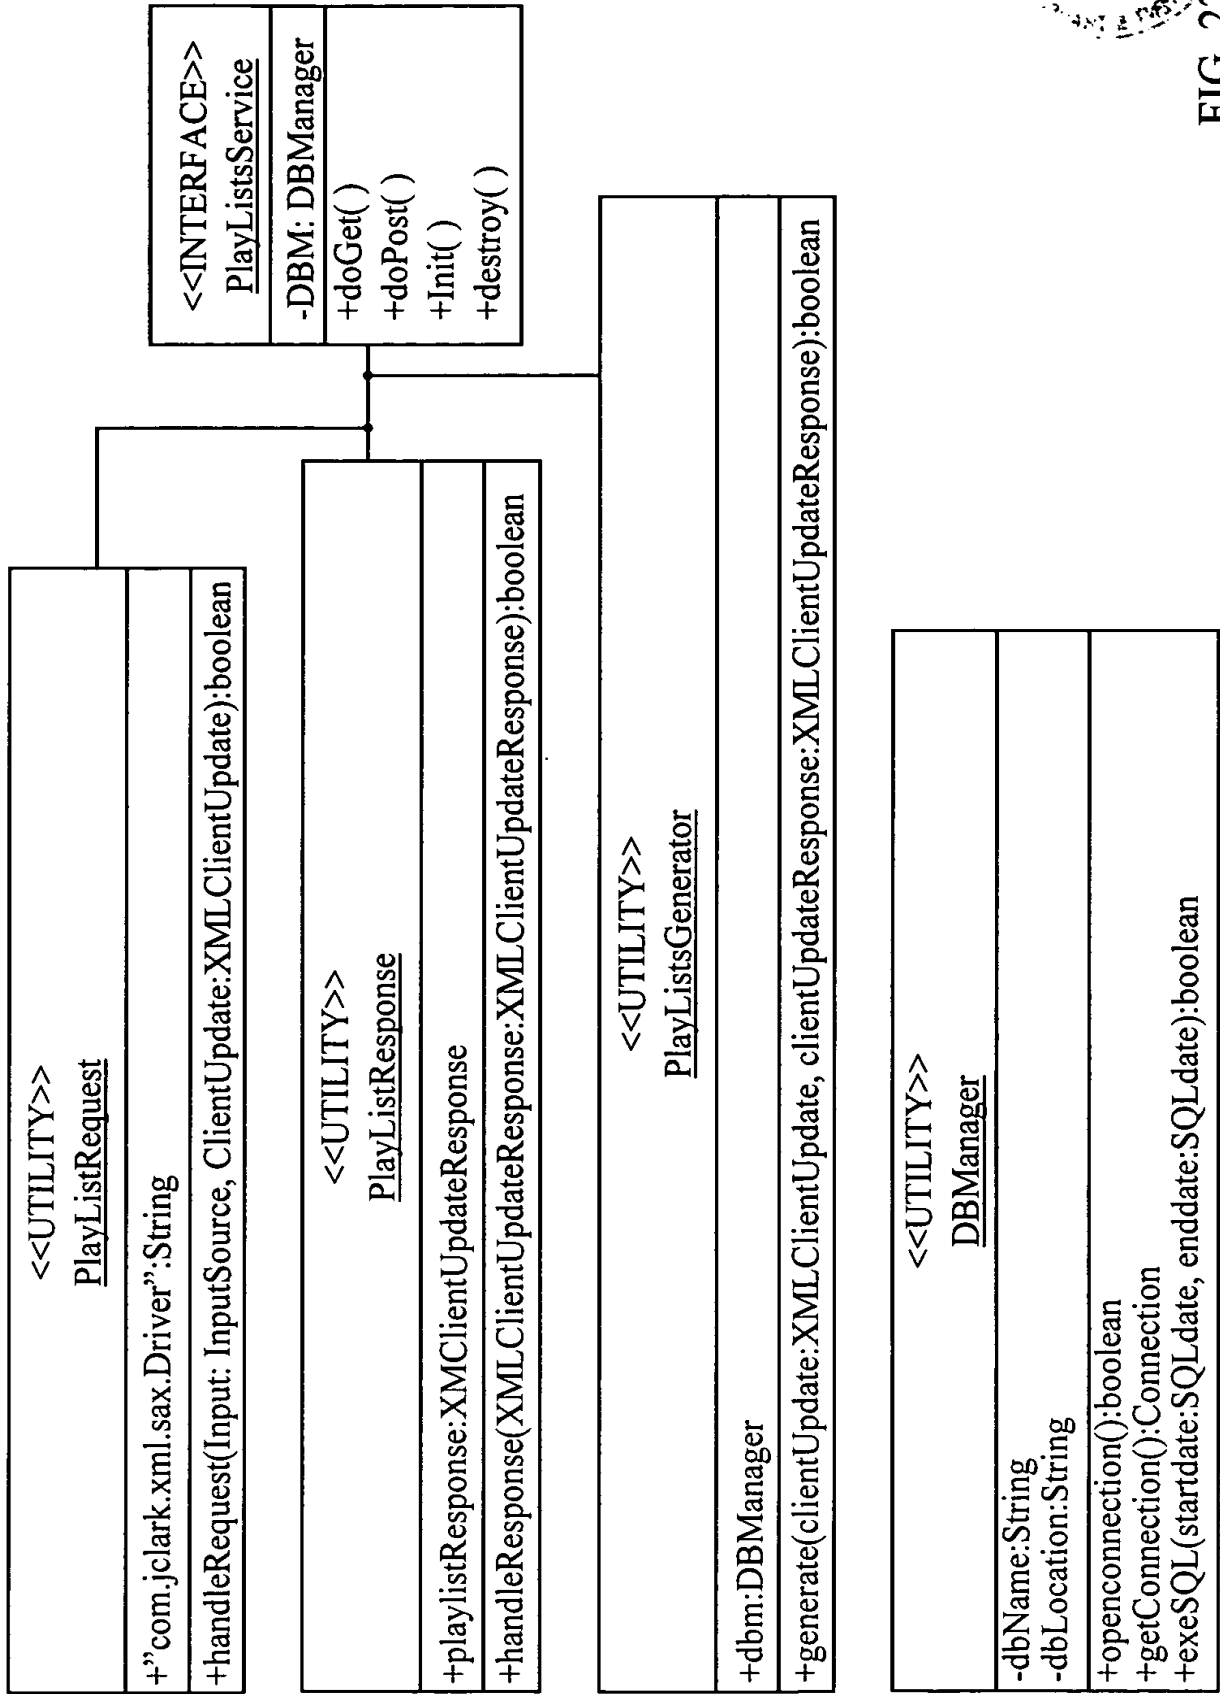 <<UTILITY>>
PlayListRequest
+"com.jclark.xml.sax.Driver":String
+handleRequest(Input: InputSource, ClientUpdate:XMLClientUpdate):boolean
<<UTILITY>>
PlayListResponse
+playlistResponse:XMClientUpdateResponse
+handleResponse(XMLClientUpdateResponse:XMLClientUpdateResponse):boolean
<<INTERFACE>>
PlayListsService
-DBM: DBManager
+doGet( )
+doPost( )
+Init( )
+destroy( )
<<UTILITY>>
PlayListsGenerator
+dbm:DBManager
+generate(clientUpdate:XMLClientUpdate, clientUpdateResponse:XMLClientUpdateResponse):boolean
<<UTILITY>>
DBManager
-dbName:String
-dbLocation:String
+openconnection():boolean
+getConnection():Connection
+exeSQL(startdate:SQLdate, enddate:SQLdate):boolean
FIG.